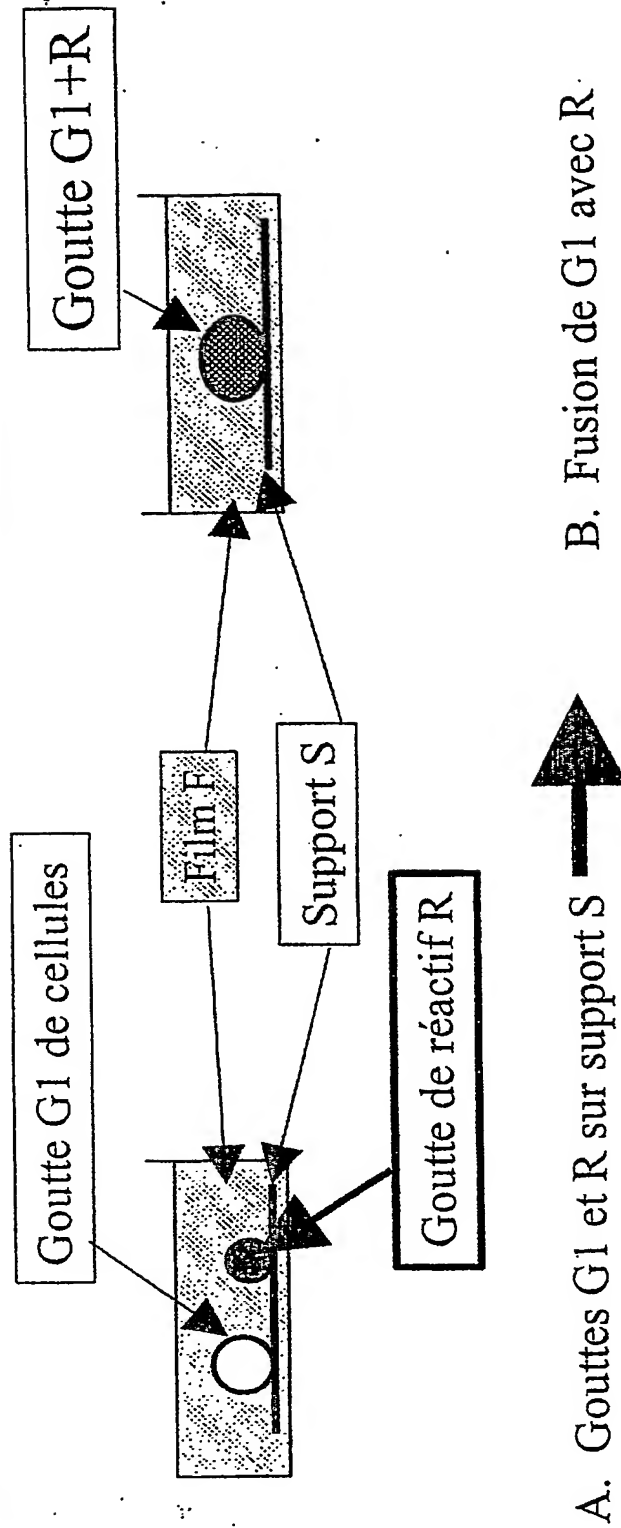 Goutte G1 de cellules
Goutte G1+R
Film F
Support S
Goutte de réactif R
A. Gouttes G1 et R sur support S
B. Fusion de G1 avec R